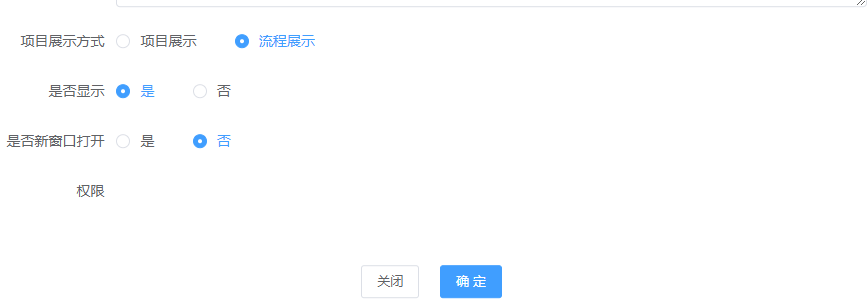 项目展示方式 项目展示 流程展示
是否显示 是 否
是否新窗口打开 是 否
权限
关闭 确 定